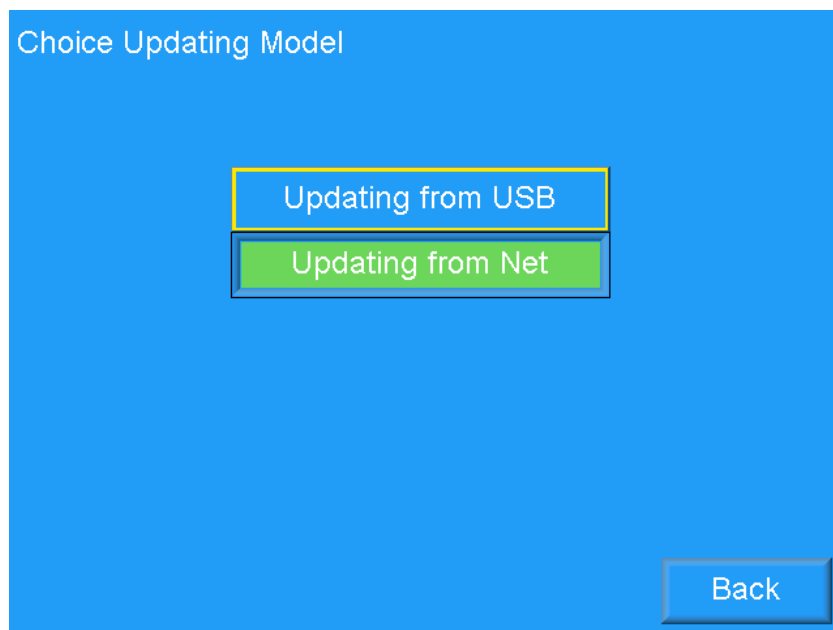 Choice Updating Model
Updating from USB
Updating from Net
Back